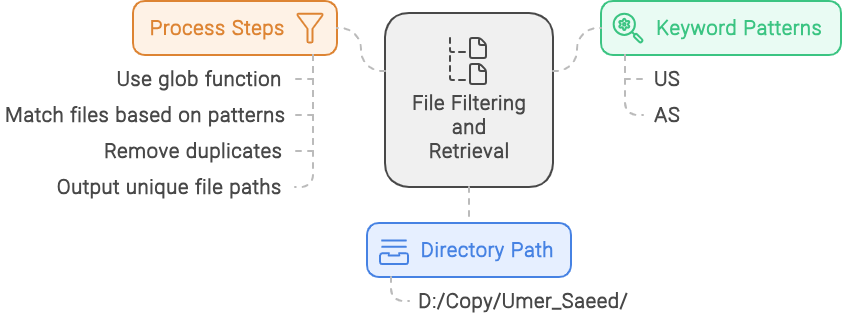 Process Steps
Use glob function
Match files based on patterns
Remove duplicates
Output unique file paths
File Filtering
and
Retrieval
Keyword Patterns
US
AS
Directory Path
D:/Copy/Umer_Saeed/